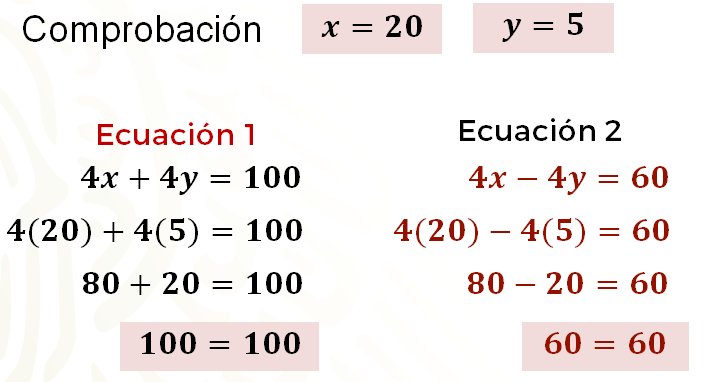 Comprobación x = 20 y = 5
Ecuación 1
4x + 4y = 100
4(20) + 4(5) = 100
80 + 20 = 100
100 = 100
Ecuación 2
4x − 4y = 60
4(20) − 4(5) = 60
80 − 20 = 60
60 = 60